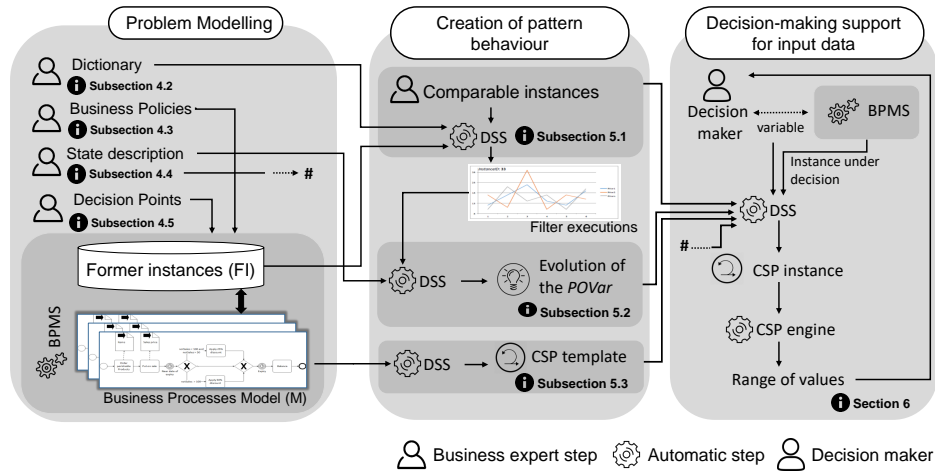 Problem Modelling
Creation of pattern
behaviour
Decision-making support
for input data
Dictionary
Subsection 4.2
Business Policies
Subsection 4.3
State description
Subsection 4.4
#
Decision Points
Subsection 4.5
Former instances (FI)
BPMS
Business Processes Model (M)
Comparable instances
DSS
Subsection 5.1
Filter executions
DSS
Evolution of
the POVar
Subsection 5.2
DSS
CSP template
Subsection 5.3
Decision
maker
variable
BPMS
Instance under
decision
DSS
#
CSP instance
CSP engine
Range of values
Section 6
Business expert step
Automatic step
Decision maker